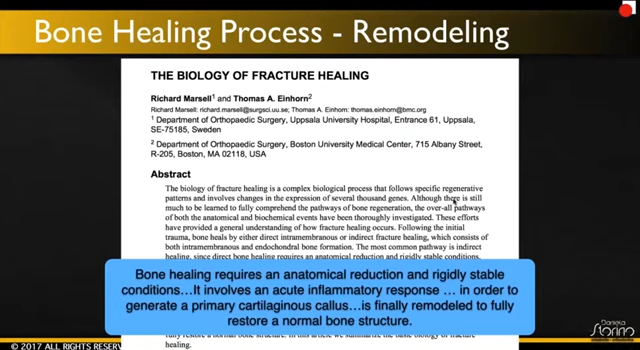 Bone Healing Process - Remodeling
THE BIOLOGY OF FRACTURE HEALING
Richard Marsell1 and Thomas A. Einhorn2
Richard Marsell: richard.marsell@surgsci.uu.se; Thomas A. Einhorn: thomas.einhorn@bmc.org
1 Department of Orthopaedic Surgery, Uppsala University Hospital, Entrance 61, Uppsala,
SE-75185, Sweden
2 Department of Orthopaedic Surgery, Boston University Medical Center, 715 Albany Street,
R-205, Boston, MA 02118, USA
Abstract
The biology of fracture healing is a complex biological process that follows specific regenerative
patterns and involves changes in the expression of several thousand genes. Although there is still
much to be learned to fully comprehend the pathways of bone regeneration, the over-all pathways
of both the anatomical and biochemical events have been thoroughly investigated. These efforts
have provided a general understanding of how fracture healing occurs. Following the initial
trauma, bone heals by either direct intramembranous or indirect fracture healing, which consists of
both intramembranous and endochondral bone formation. The most common pathway is indirect
healing, since direct bone healing requires an anatomical reduction and rigidly stable conditions,
Bone healing requires an anatomical reduction and rigidly stable
conditions…It involves an acute inflammatory response … in order to
generate a primary cartilaginous callus…is finally remodeled to fully
restore a normal bone structure.
healing.
© 2017 ALL RIGHTS
Daniela
Storino